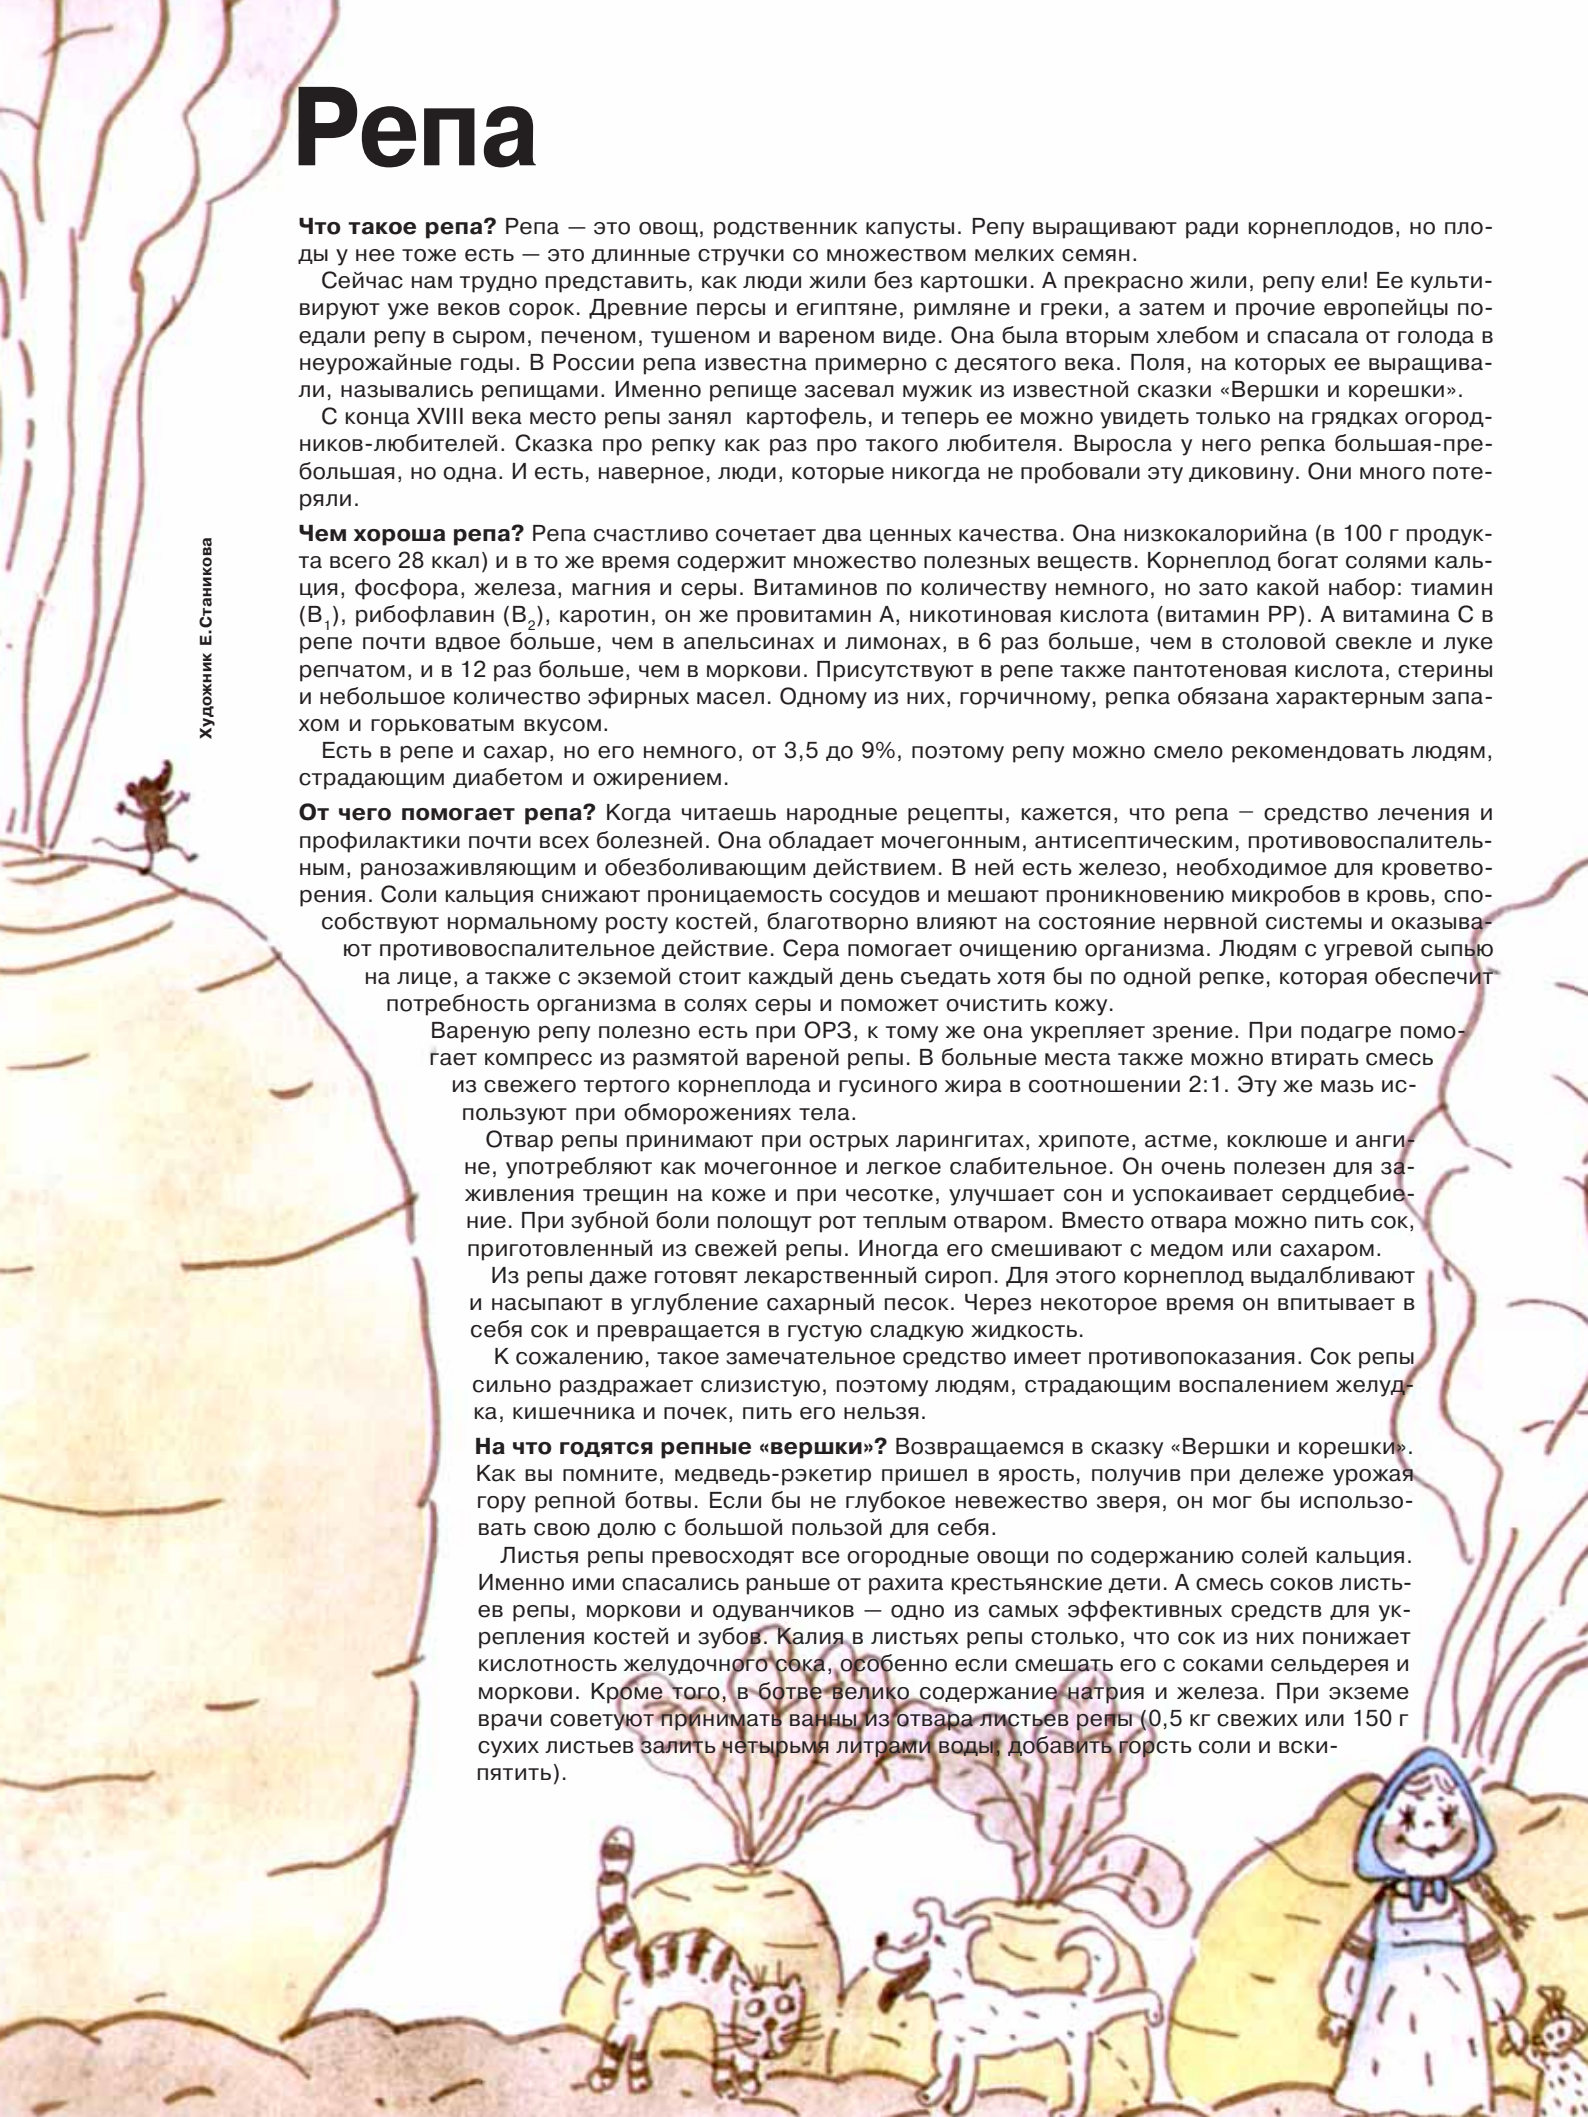 Репа
Что такое репа? Репа — это овощ, родственник капусты. Репу выращивают ради корнеплодов, но пло-
ды у нее тоже есть — это длинные стручки со множеством мелких семян.
Сейчас нам трудно представить, как люди жили без картошки. А прекрасно жили, репу ели! Ее культи-
вируют уже веков сорок. Древние персы и египтяне, римляне и греки, а затем и прочие европейцы по-
едали репу в сыром, печеном, тушеном и вареном виде. Она была вторым хлебом и спасала от голода в
неурожайные годы. В России репа известна примерно с десятого века. Поля, на которых ее выращива-
ли, назывались репищами. Именно репище засевал мужик из известной сказки «Вершки и корешки».
С конца XVIII века место репы занял картофель, и теперь ее можно увидеть только на грядках огород-
ников-любителей. Сказка про репку как раз про такого любителя. Выросла у него репка большая-пре-
большая, но одна. И есть, наверное, люди, которые никогда не пробовали эту диковину. Они много поте-
ряли.
Чем хороша репа? Репа счастливо сочетает два ценных качества. Она низкокалорийна (в 100 г продук-
та всего 28 ккал) и в то же время содержит множество полезных веществ. Корнеплод богат солями каль-
ция, фосфора, железа, магния и серы. Витаминов по количеству немного, но зато какой набор: тиамин
(В₁), рибофлавин (В₂), каротин, он же провитамин А, никотиновая кислота (витамин РР). А витамина С в
репе почти вдвое больше, чем в апельсинах и лимонах, в 6 раз больше, чем в столовой свекле и луке
репчатом, и в 12 раз больше, чем в моркови. Присутствуют в репе также пантотеновая кислота, стерины
и небольшое количество эфирных масел. Одному из них, горчичному, репка обязана характерным запа-
хом и горьковатым вкусом.
Есть в репе и сахар, но его немного, от 3,5 до 9%, поэтому репу можно смело рекомендовать людям,
страдающим диабетом и ожирением.
От чего помогает репа? Когда читаешь народные рецепты, кажется, что репа — средство лечения и
профилактики почти всех болезней. Она обладает мочегонным, антисептическим, противовоспалитель-
ным, ранозаживляющим и обезболивающим действием. В ней есть железо, необходимое для кроветво-
рения. Соли кальция снижают проницаемость сосудов и мешают проникновению микробов в кровь, спо-
собствуют нормальному росту костей, благотворно влияют на состояние нервной системы и оказыва-
ют противовоспалительное действие. Сера помогает очищению организма. Людям с угревой сыпью
на лице, а также с экземой стоит каждый день съедать хотя бы по одной репке, которая обеспечит
потребность организма в солях серы и поможет очистить кожу.
Вареную репу полезно есть при ОРЗ, к тому же она укрепляет зрение. При подагре помо-
гает компресс из размятой вареной репы. В больные места также можно втирать смесь
из свежего тертого корнеплода и гусиного жира в соотношении 2:1. Эту же мазь ис-
пользуют при обморожениях тела.
Отвар репы принимают при острых ларингитах, хрипоте, астме, коклюше и анги-
не, употребляют как мочегонное и легкое слабительное. Он очень полезен для за-
живления трещин на коже и при чесотке, улучшает сон и успокаивает сердцебие-
ние. При зубной боли полощут рот теплым отваром. Вместо отвара можно пить сок,
приготовленный из свежей репы. Иногда его смешивают с медом или сахаром.
Из репы даже готовят лекарственный сироп. Для этого корнеплод выдалбливают
и насыпают в углубление сахарный песок. Через некоторое время он впитывает в
себя сок и превращается в густую сладкую жидкость.
К сожалению, такое замечательное средство имеет противопоказания. Сок репы
сильно раздражает слизистую, поэтому людям, страдающим воспалением желуд-
ка, кишечника и почек, пить его нельзя.
На что годятся репные «вершки»? Возвращаемся в сказку «Вершки и корешки».
Как вы помните, медведь-рэкетир пришел в ярость, получив при дележе урожая
гору репной ботвы. Если бы не глубокое невежество зверя, он мог бы использо-
вать свою долю с большой пользой для себя.
Листья репы превосходят все огородные овощи по содержанию солей кальция.
Именно ими спасались раньше от рахита крестьянские дети. А смесь соков листь-
ев репы, моркови и одуванчиков — одно из самых эффективных средств для ук-
репления костей и зубов. Калия в листьях репы столько, что сок из них понижает
кислотность желудочного сока, особенно если смешать его с соками сельдерея и
моркови. Кроме того, в ботве велико содержание натрия и железа. При экземе
врачи советуют принимать ванны из отвара листьев репы (0,5 кг свежих или 150 г
сухих листьев залить четырьмя литрами воды, добавить горсть соли и вски-
пятить).
Художник Е.Станикова